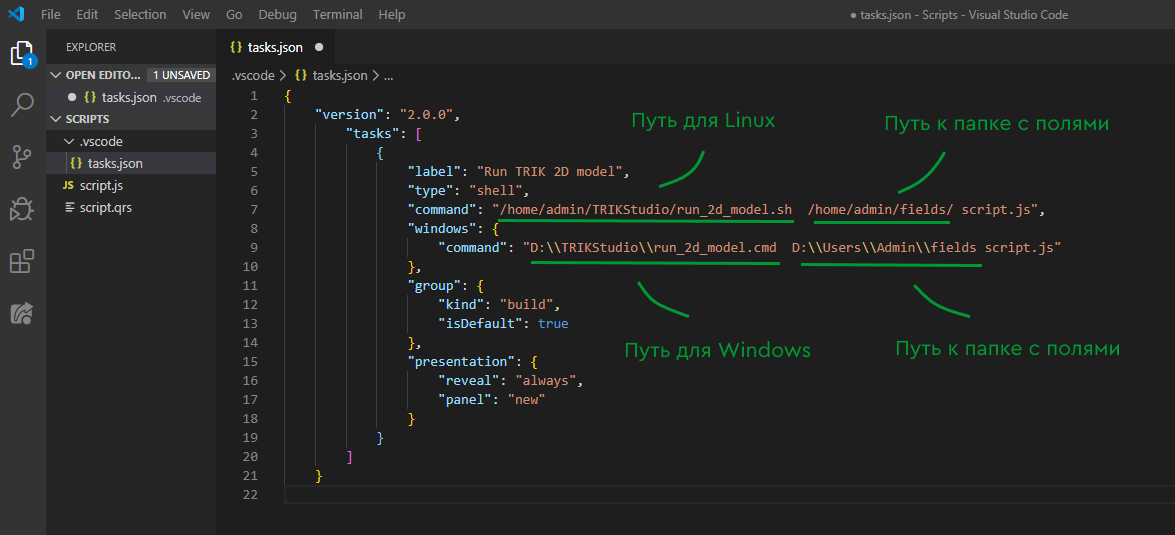 File Edit Selection View Go Debug Terminal Help ● tasks.json - Scripts - Visual Studio Code
EXPLORER
OPEN EDITO... 1 UNSAVED
● {} tasks.json .vscode
SCRIPTS
.vscode
{} tasks.json
JS script.js
script.qrs
1
{} tasks.json ●
.vscode > {} tasks.json > ...
1 {
2 "version": "2.0.0",
3 "tasks": [
4 {
5 "label": "Run TRIK 2D model",
6 "type": "shell",
7 "command": "/home/admin/TRIKStudio/run_2d_model.sh  /home/admin/fields/ script.js",
8 "windows": {
9 "command": "D:\\TRIKStudio\\run_2d_model.cmd  D:\\Users\\Admin\\fields script.js"
10 },
11 "group": {
12 "kind": "build",
13 "isDefault": true
14 },
15 "presentation": {
16 "reveal": "always",
17 "panel": "new"
18 }
19 }
20 ]
21 }
22
Путь для Linux
Путь к папке с полями
Путь для Windows
Путь к папке с полями